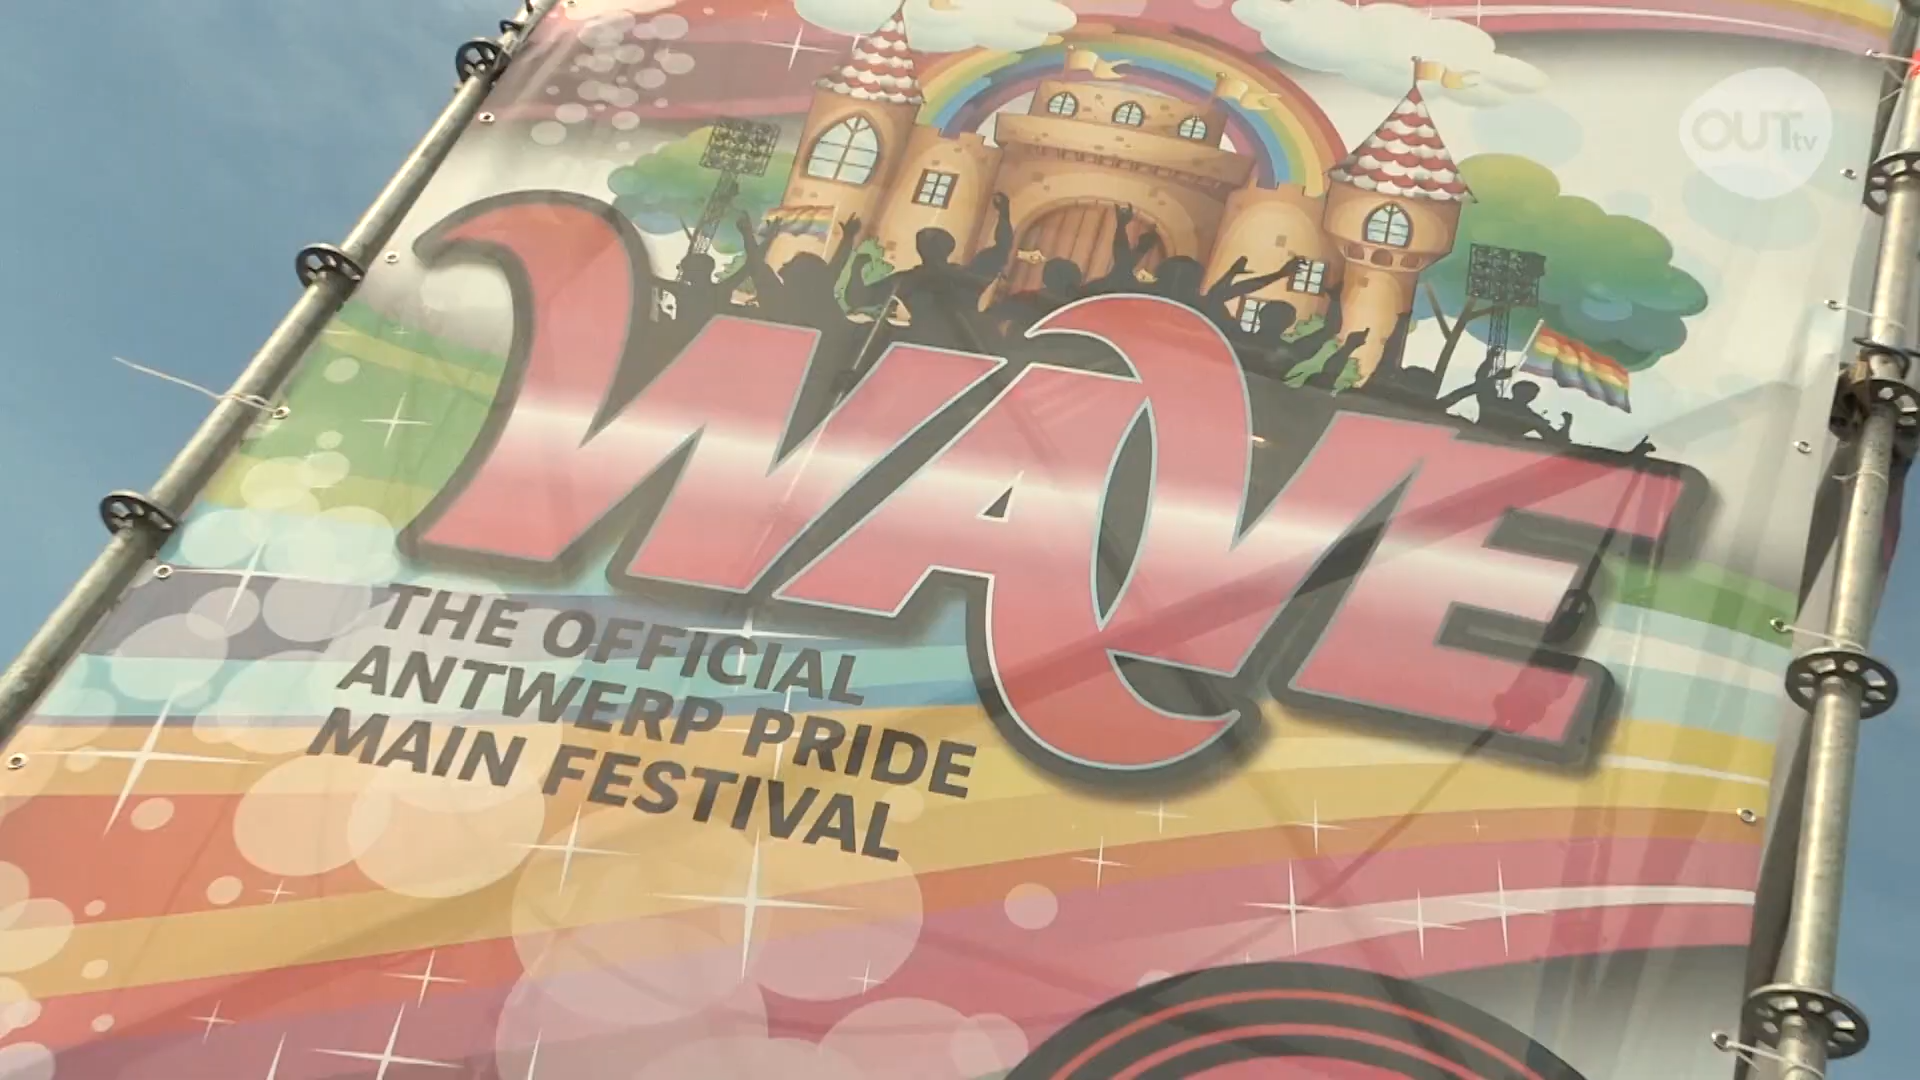 OUTtv
WAVE
THE OFFICIAL
ANTWERP PRIDE
MAIN FESTIVAL